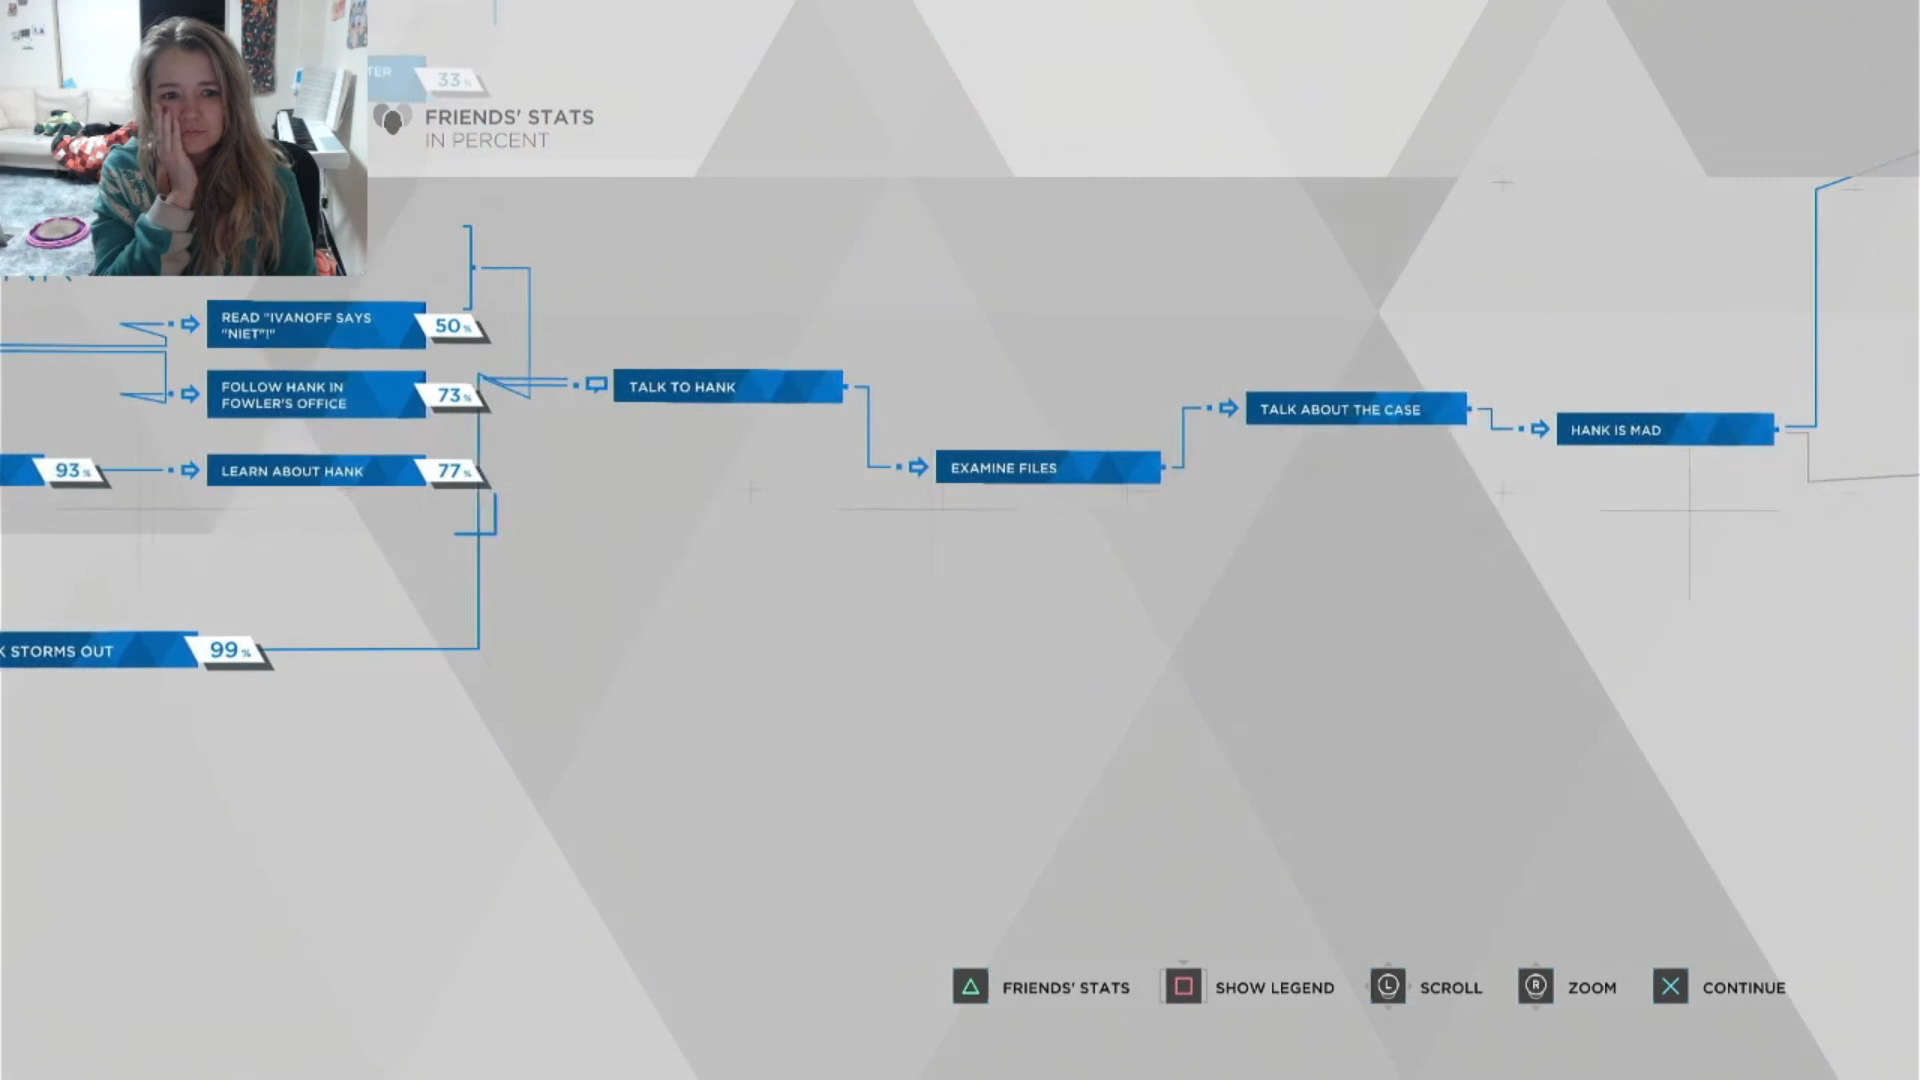 TER
33%
FRIENDS' STATS
IN PERCENT
READ "IVANOFF SAYS
"NIET"!"
50%
FOLLOW HANK IN
FOWLER'S OFFICE
73%
93%
LEARN ABOUT HANK
77%
K STORMS OUT
99%
TALK TO HANK
EXAMINE FILES
TALK ABOUT THE CASE
HANK IS MAD
FRIENDS' STATS
SHOW LEGEND
L
SCROLL
R
ZOOM
CONTINUE